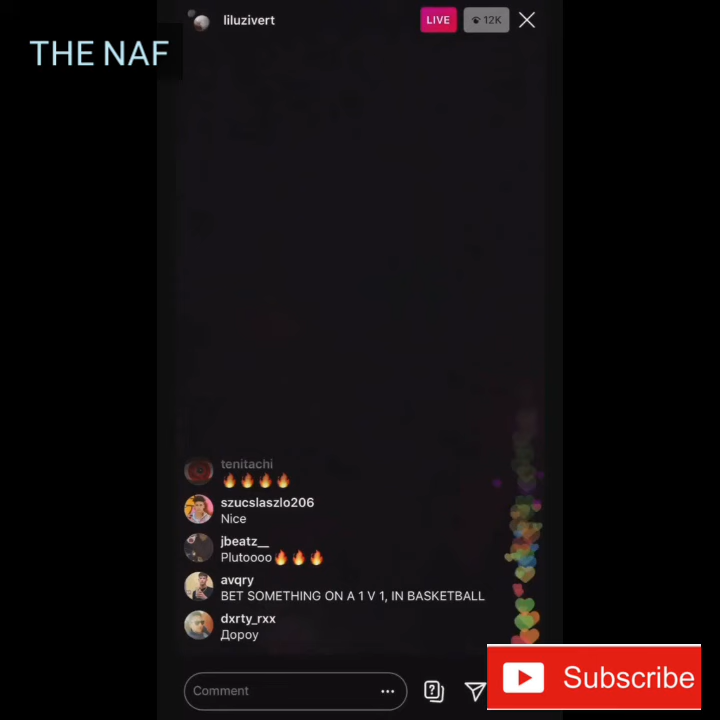 liluzivert
LIVE
12K
THE NAF
tenitachi
🔥🔥🔥🔥
szucslaszlo206
Nice
jbeatz__
Plutoooo🔥🔥🔥
avqry
BET SOMETHING ON A 1 V 1, IN BASKETBALL
dxrty_rxx
Дороу
Comment
Subscribe